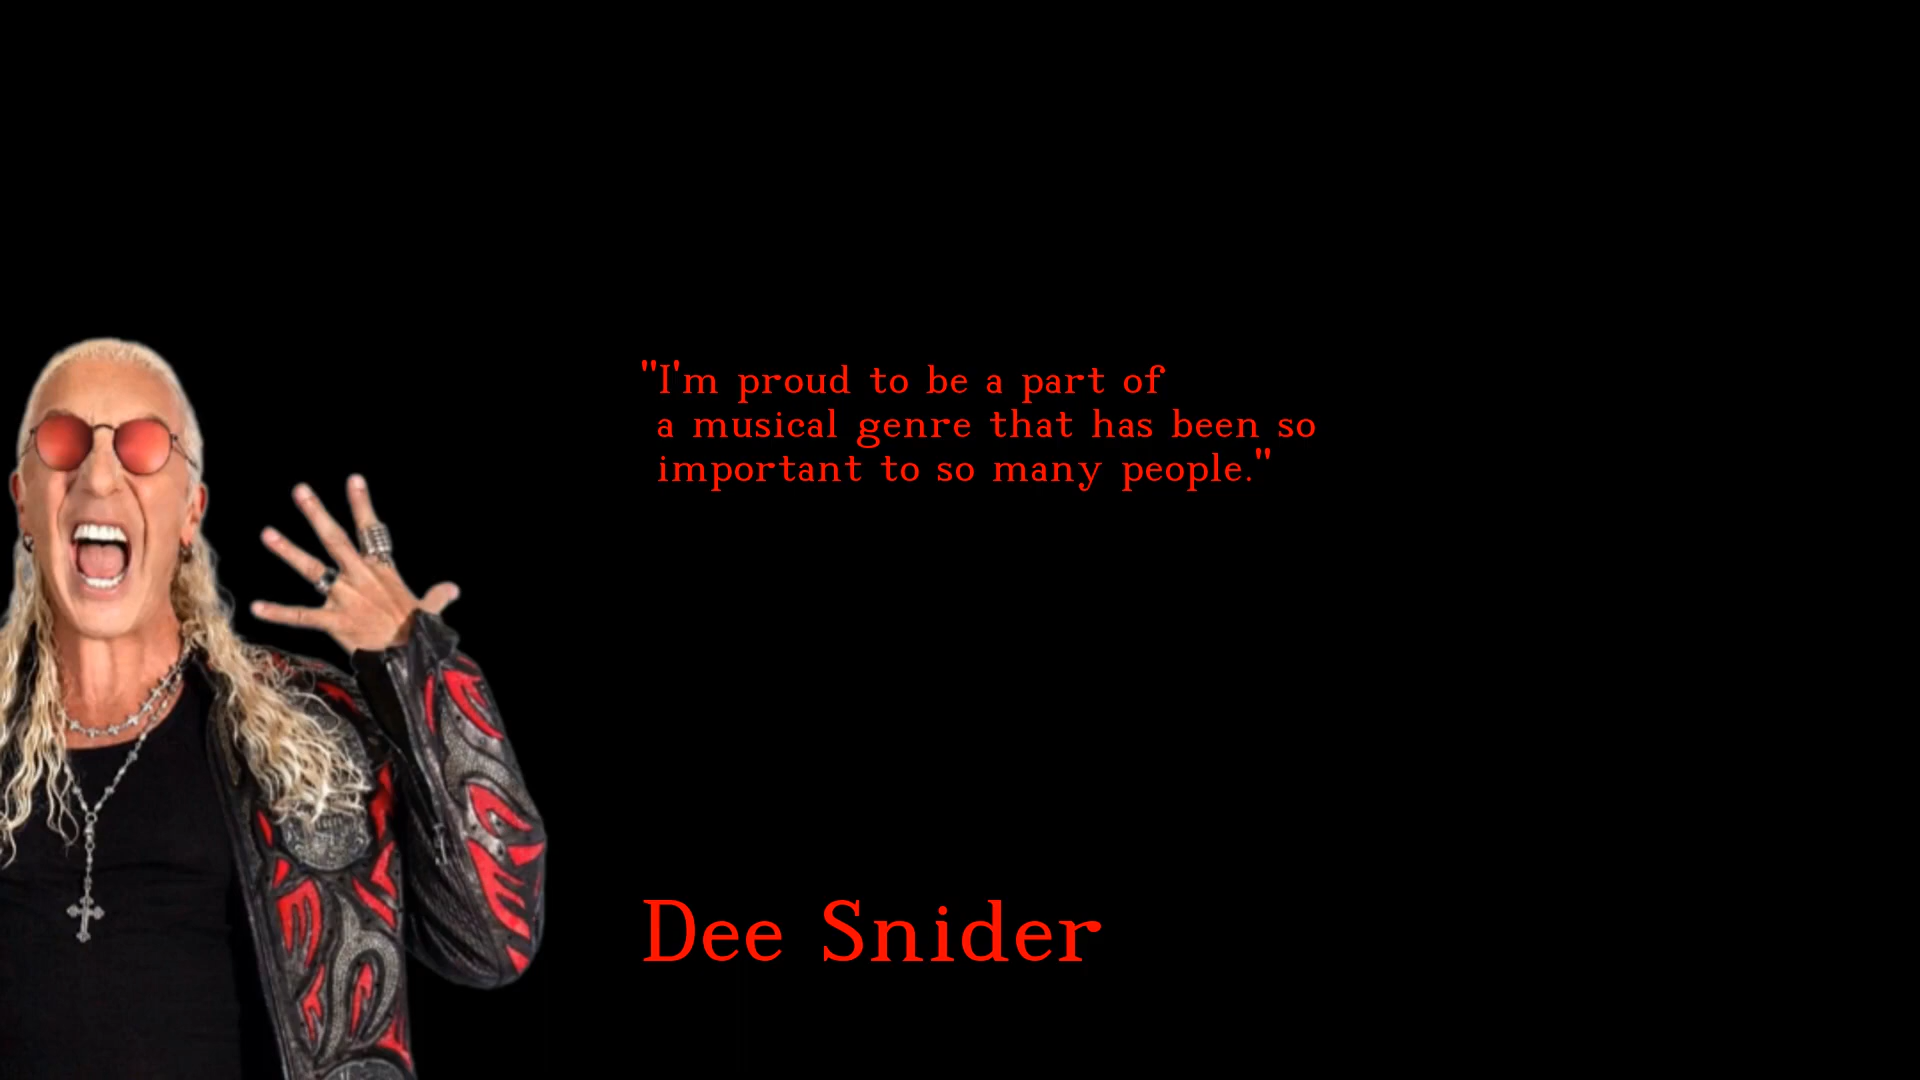 "I'm proud to be a part of
a musical genre that has been so
important to so many people."
Dee Snider